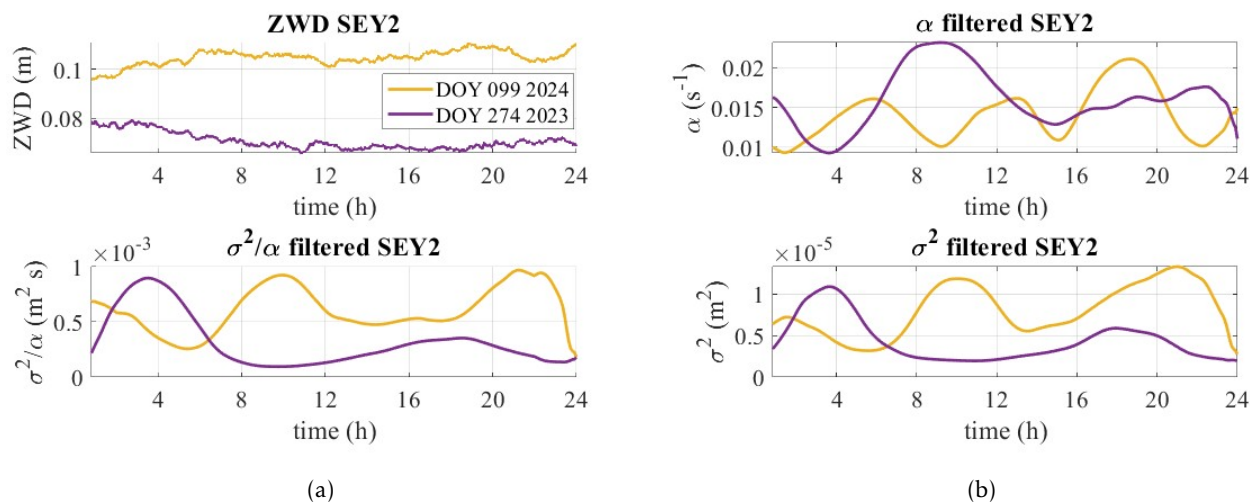 ZWD SEY2
ZWD (m)
0.1
0.08
DOY 099 2024
DOY 274 2023
4 8 12 16 20 24
time (h)
×10⁻³
σ²/α filtered SEY2
σ²/α (m² s)
1
0.5
0
4 8 12 16 20 24
time (h)
(a)
α filtered SEY2
α (s⁻¹)
0.02
0.015
0.01
4 8 12 16 20 24
time (h)
×10⁻⁵
σ² filtered SEY2
σ² (m²)
1
0.5
0
4 8 12 16 20 24
time (h)
(b)